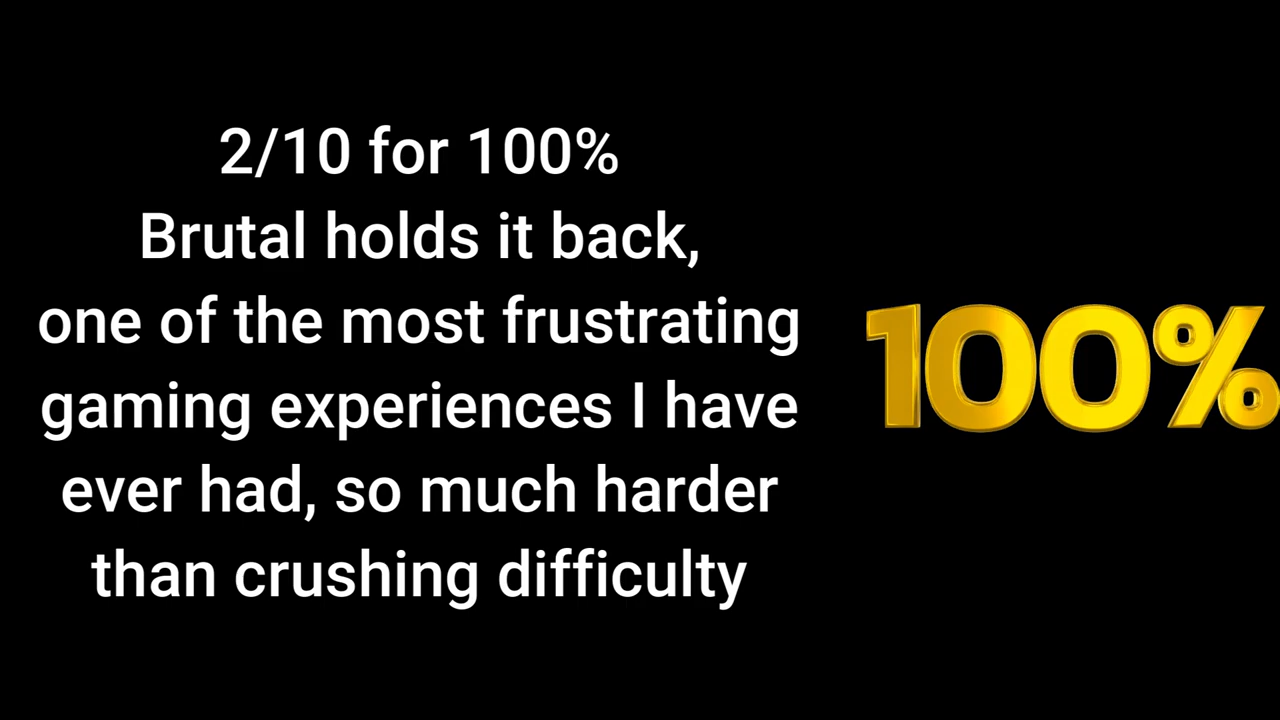 2/10 for 100%
Brutal holds it back,
one of the most frustrating
gaming experiences I have
ever had, so much harder
than crushing difficulty
100%